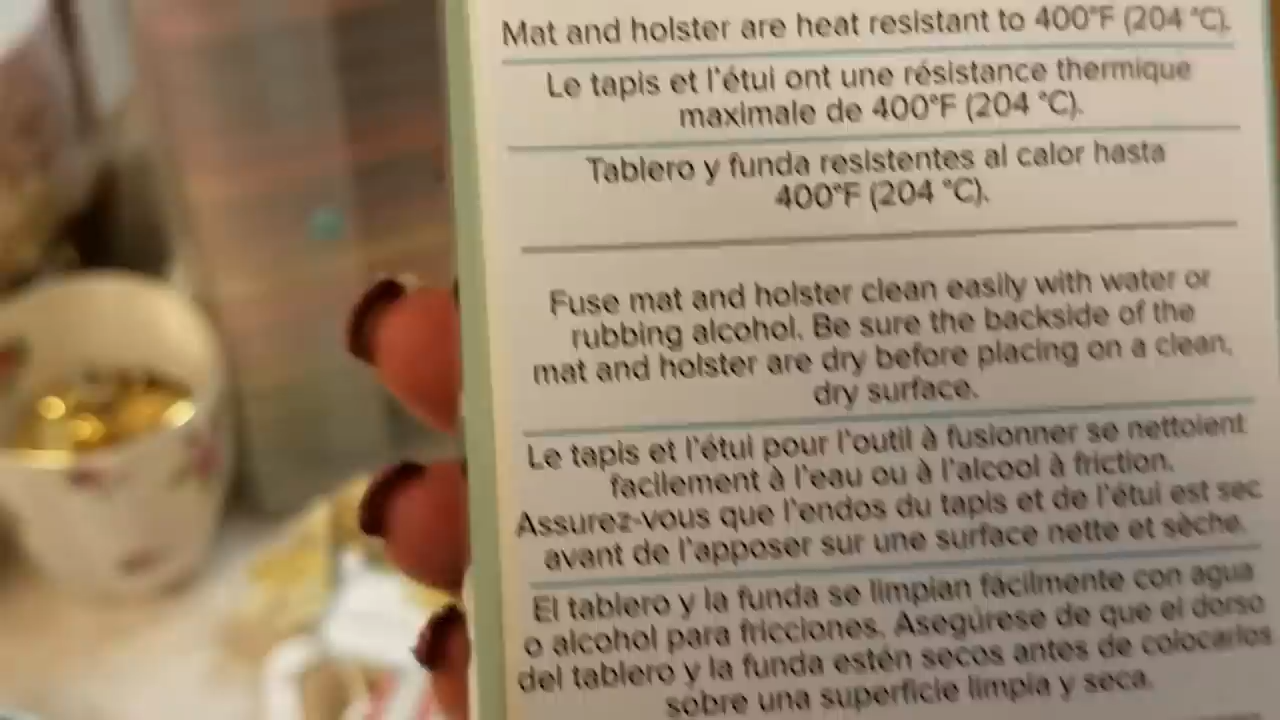 Mat and holster are heat resistant to 400°F (204 °C).
Le tapis et l'étui ont une résistance thermique
maximale de 400°F (204 °C).
Tablero y funda resistentes al calor hasta
400°F (204 °C).
Fuse mat and holster clean easily with water or
rubbing alcohol. Be sure the backside of the
mat and holster are dry before placing on a clean,
dry surface.
Le tapis et l'étui pour l'outil à fusionner se nettoient
facilement à l'eau ou à l'alcool à friction.
Assurez-vous que l'endos du tapis et de l'étui est sec
avant de l'apposer sur une surface nette et sèche.
El tablero y la funda se limpian fácilmente con agua
o alcohol para fricciones. Asegúrese de que el dorso
del tablero y la funda estén secos antes de colocarlos
sobre una superficie limpia y seca.